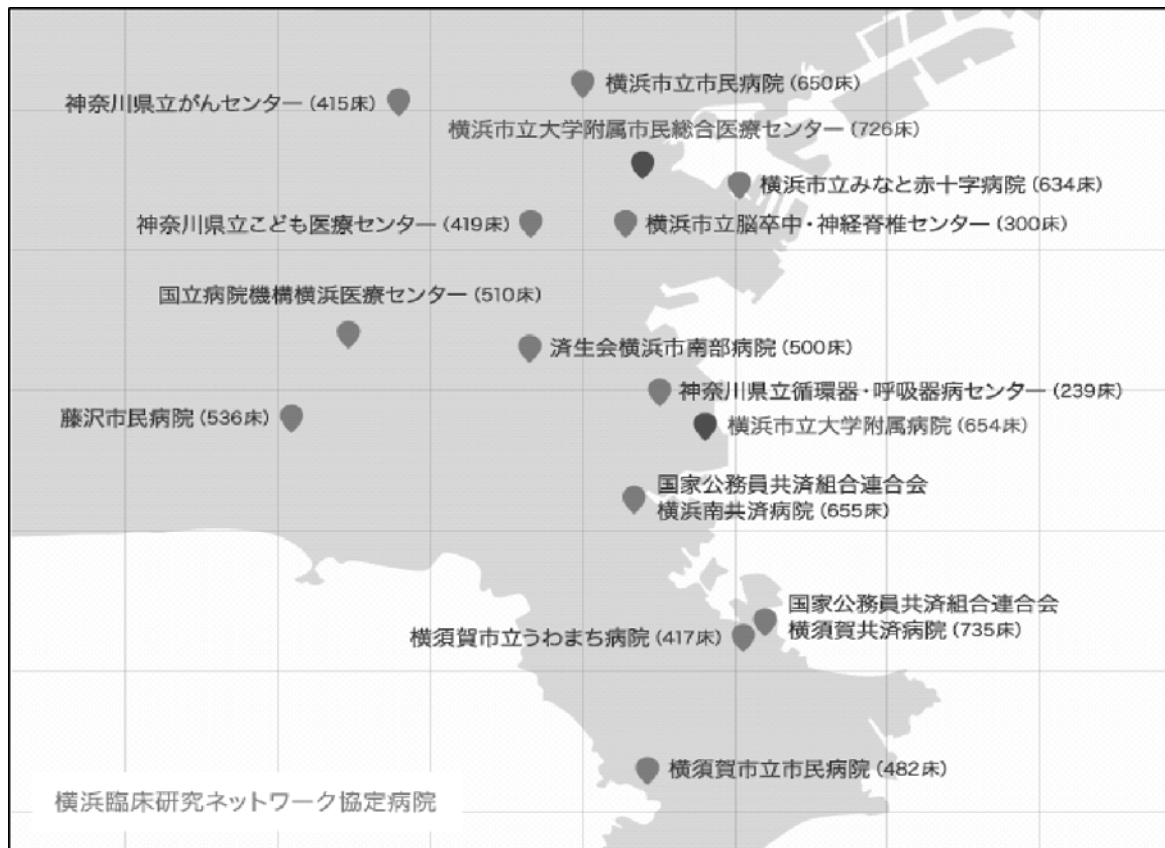 横浜市立市民病院 (650床)
神奈川県立がんセンター (415床)
横浜市立大学附属市民総合医療センター (726床)
横浜市立みなと赤十字病院 (634床)
神奈川県立こども医療センター (419床)
横浜市立脳卒中・神経脊椎センター (300床)
国立病院機構横浜医療センター (510床)
済生会横浜市南部病院 (500床)
神奈川県立循環器・呼吸器病センター (239床)
藤沢市民病院 (536床)
横浜市立大学附属病院 (654床)
国家公務員共済組合連合会
横浜南共済病院 (655床)
国家公務員共済組合連合会
横須賀共済病院 (735床)
横須賀市立うわまち病院 (417床)
横須賀市立市民病院 (482床)
横浜臨床研究ネットワーク協定病院